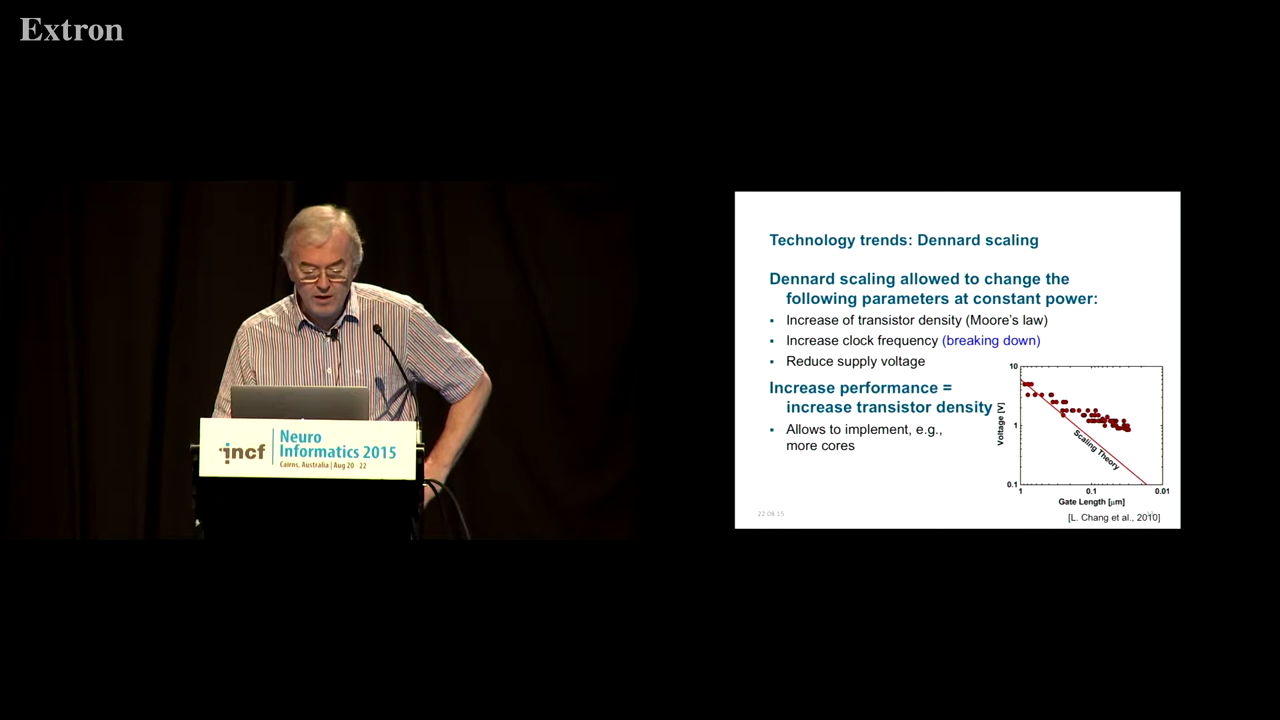 Extron
incf
Neuro
Informatics 2015
Cairns, Australia | Aug 20 - 22
Technology trends: Dennard scaling
Dennard scaling allowed to change the
following parameters at constant power:
▪ Increase of transistor density (Moore's law)
▪ Increase clock frequency (breaking down)
▪ Reduce supply voltage
Increase performance =
increase transistor density
▪ Allows to implement, e.g.,
more cores
10
1
0.1
Voltage [V]
Scaling Theory
1 0.1 0.01
Gate Length [μm]
[L. Chang et al., 2010]
22.08.15